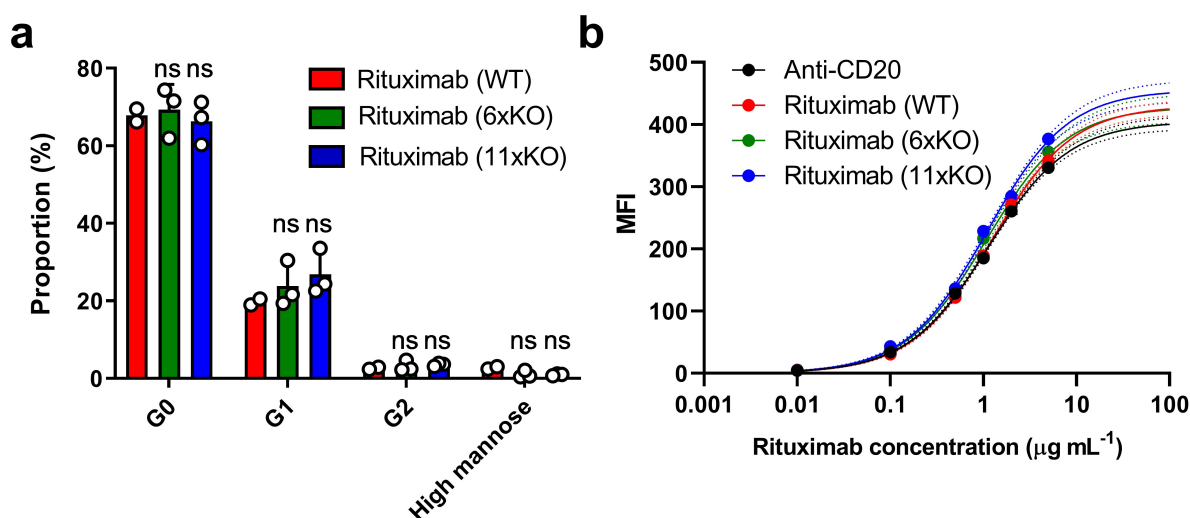 a
Proportion (%)
80
60
40
20
0
ns ns
ns ns
ns ns
ns ns
Rituximab (WT)
Rituximab (6xKO)
Rituximab (11xKO)
G0
G1
G2
High mannose
b
MFI
500
400
300
200
100
0
Anti-CD20
Rituximab (WT)
Rituximab (6xKO)
Rituximab (11xKO)
0.001 0.01 0.1 1 10 100
Rituximab concentration (μg mL⁻¹)